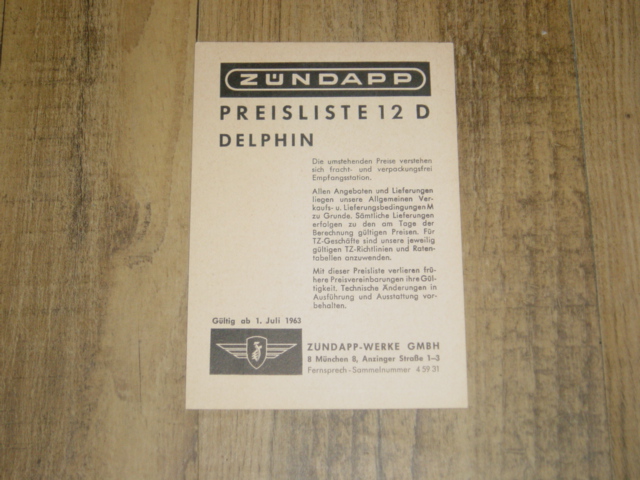 ZÜNDAPP
PREISLISTE 12 D
DELPHIN
Die umstehenden Preise verstehen
sich fracht- und verpackungsfrei
Empfangsstation.
Allen Angeboten und Lieferungen
liegen unsere Allgemeinen Ver-
kaufs- u. Lieferungsbedingungen M
zu Grunde. Sämtliche Lieferungen
erfolgen zu den am Tage der
Berechnung gültigen Preisen. Für
TZ-Geschäfte sind unsere jeweilig
gültigen TZ-Richtlinien und Raten-
tabellen anzuwenden.
Mit dieser Preisliste verlieren frü-
here Preisvereinbarungen ihre Gül-
tigkeit. Technische Änderungen in
Ausführung und Ausstattung vor-
behalten.
Gültig ab 1. Juli 1963
ZÜNDAPP-WERKE GMBH
8 München 8, Anzinger Straße 1–3
Fernsprech-Sammelnummer 4 59 31